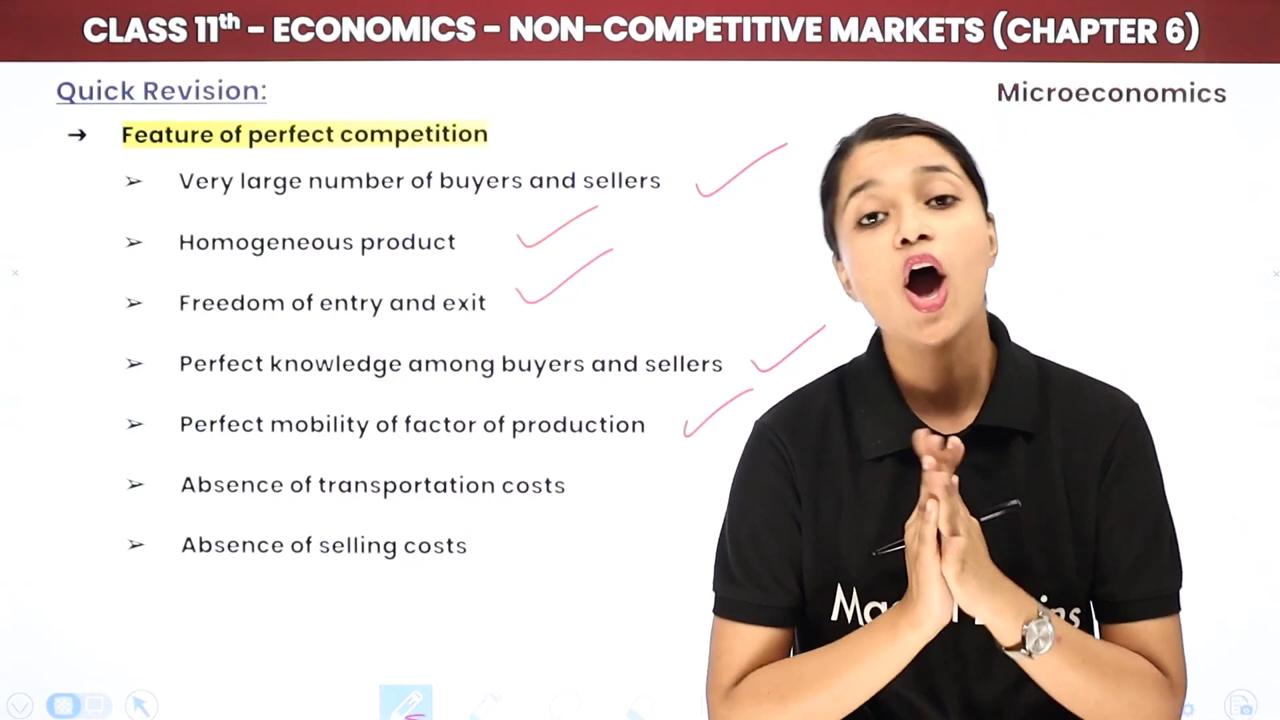 CLASS 11th - ECONOMICS - NON-COMPETITIVE MARKETS (CHAPTER 6)
Quick Revision:
Microeconomics
→ Feature of perfect competition
➢ Very large number of buyers and sellers
➢ Homogeneous product
➢ Freedom of entry and exit
➢ Perfect knowledge among buyers and sellers
➢ Perfect mobility of factor of production
➢ Absence of transportation costs
➢ Absence of selling costs